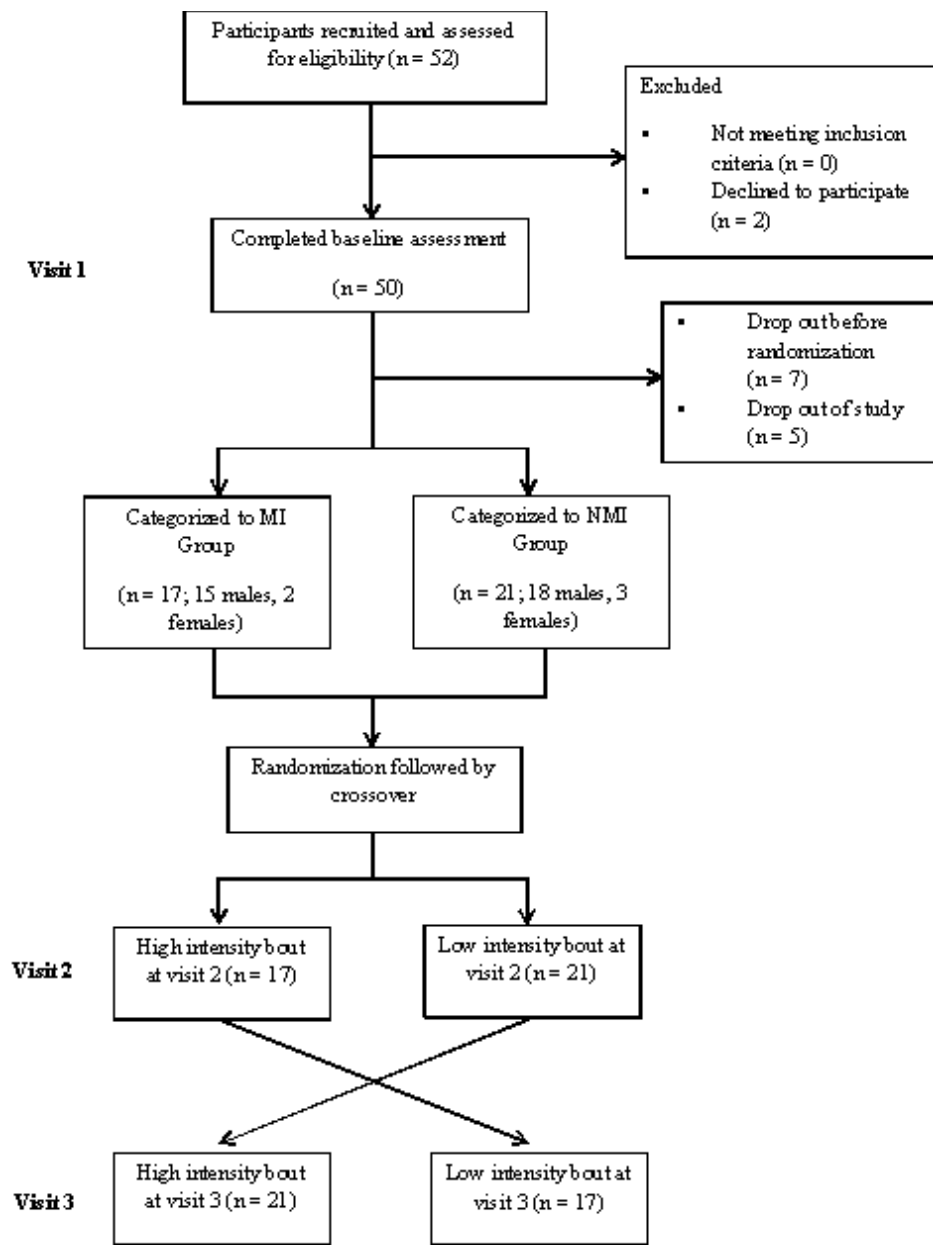 Participants recruited and assessed
for eligibility (n = 52)
Excluded
▪ Not meeting inclusion
criteria (n = 0)
▪ Declined to participate
(n = 2)
Completed baseline assessment
(n = 50)
Visit 1
▪ Drop out before
randomization
(n = 7)
▪ Drop out of study
(n = 5)
Categorized to MI
Group
(n = 17; 15 males, 2
females)
Categorized to NMI
Group
(n = 21; 18 males, 3
females)
Randomization followed by
crossover
Visit 2
High intensity bout
at visit 2 (n = 17)
Low intensity bout at
visit 2 (n = 21)
Visit 3
High intensity bout
at visit 3 (n = 21)
Low intensity bout at
visit 3 (n = 17)